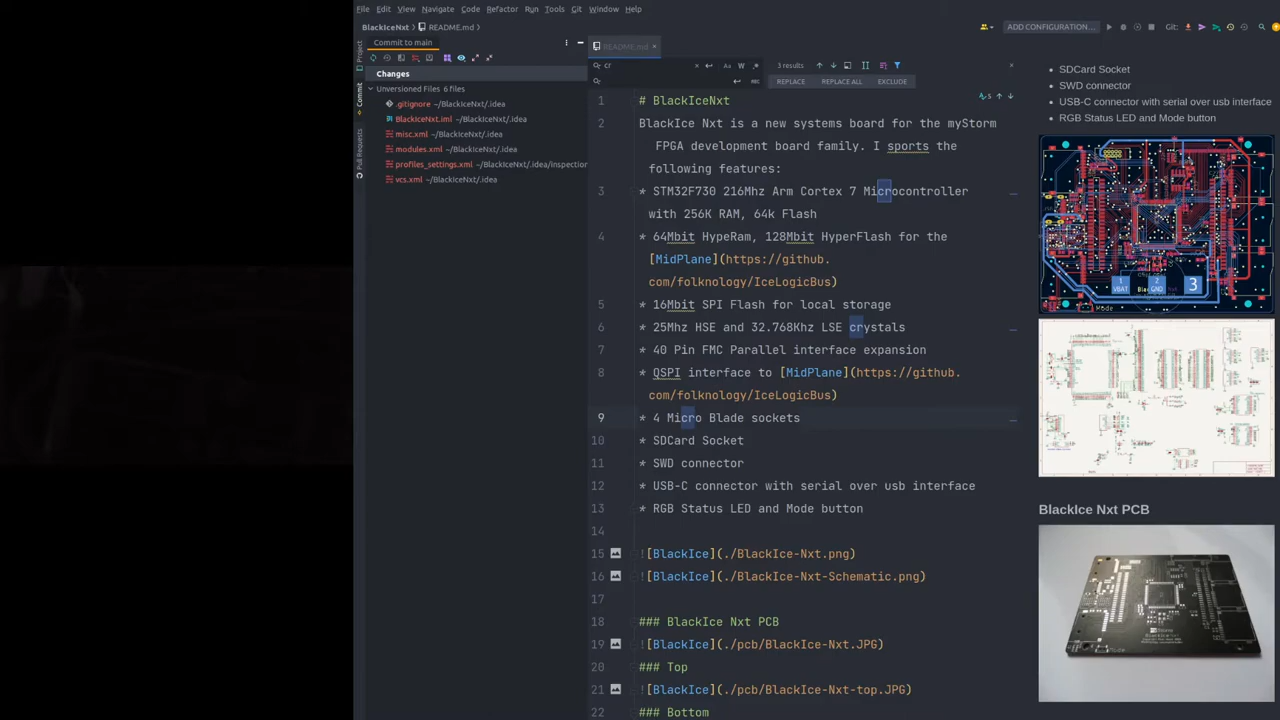 File Edit View Navigate Code Refactor Run Tools Git Window Help
BlackIceNxt README.md ADD CONFIGURATION... Git:
Project
Commit
Pull Requests
Commit to main
Changes
Unversioned Files 6 files
.gitignore ~/BlackIceNxt/.idea
BlackIceNxt.iml ~/BlackIceNxt/.idea
misc.xml ~/BlackIceNxt/.idea
modules.xml ~/BlackIceNxt/.idea
profiles_settings.xml ~/BlackIceNxt/.idea/inspection
vcs.xml ~/BlackIceNxt/.idea
README.md
cr 3 results
REPLACE REPLACE ALL EXCLUDE
1 # BlackIceNxt
2 BlackIce Nxt is a new systems board for the myStorm
FPGA development board family. I sports the
following features:
3 * STM32F730 216Mhz Arm Cortex 7 Microcontroller
with 256K RAM, 64k Flash
4 * 64Mbit HypeRam, 128Mbit HyperFlash for the
[MidPlane](https://github.
com/folknology/IceLogicBus)
5 * 16Mbit SPI Flash for local storage.
6 * 25Mhz HSE and 32.768Khz LSE crystals
7 * 40 Pin FMC Parallel interface expansion
8 * QSPI interface to [MidPlane](https://github.
com/folknology/IceLogicBus)
9 * 4 Micro Blade sockets
10 * SDCard Socket
11 * SWD connector
12 * USB-C connector with serial over usb interface
13 * RGB Status LED and Mode button
14
15 ![BlackIce](./BlackIce-Nxt.png)
16 ![BlackIce](./BlackIce-Nxt-Schematic.png)
17
18 ### BlackIce Nxt PCB
19 ![BlackIce](./pcb/BlackIce-Nxt.JPG)
20 ### Top
21 ![BlackIce](./pcb/BlackIce-Nxt-top.JPG)
22 ### Bottom
• SDCard Socket
• SWD connector
• USB-C connector with serial over usb interface
• RGB Status LED and Mode button
1 VBAT 2 GND 3
Mode
BlackIce Nxt PCB